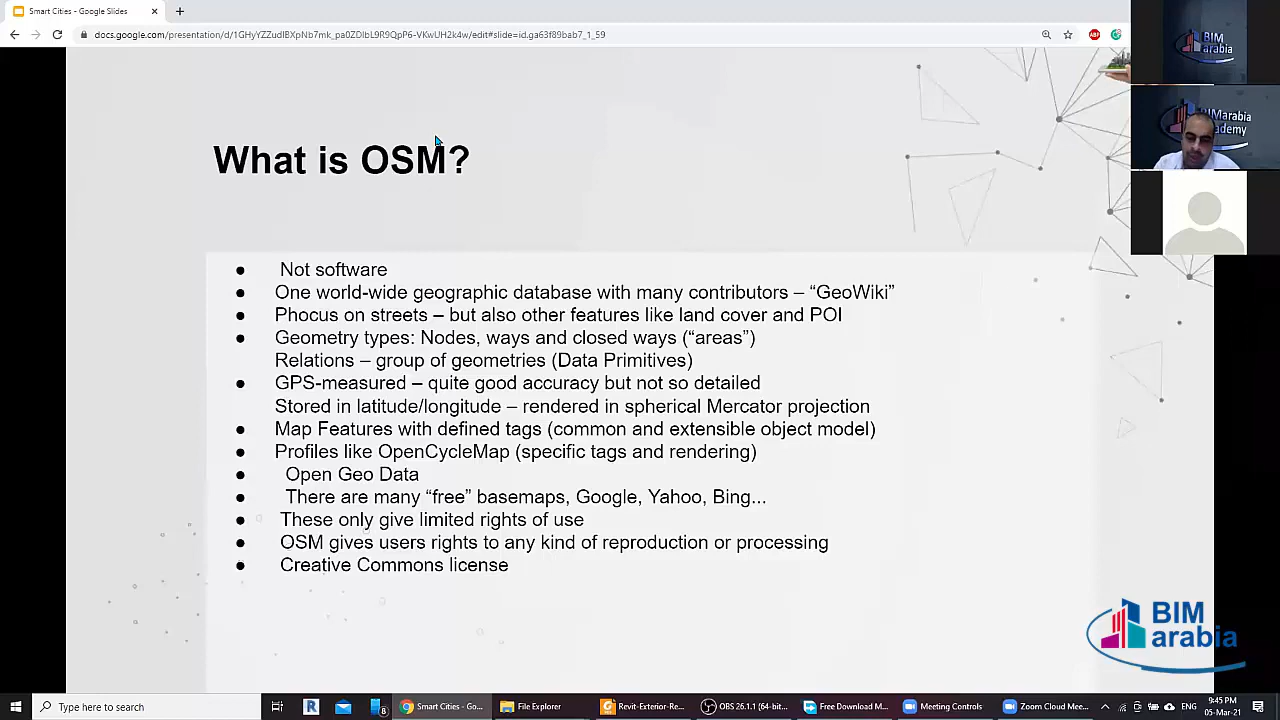 Smart Cities - Google Slides
docs.google.com/presentation/d/1GHyYZZudIBXpNb7mk_pa0ZDIbL9R9QpP6-VKwUH2k4w/edit#slide=id.ga63f89bab7_1_59
ABP
BIM
arabia
BIMarabia
Academy
What is OSM?
● Not software
● One world-wide geographic database with many contributors – “GeoWiki”
● Phocus on streets – but also other features like land cover and POI
● Geometry types: Nodes, ways and closed ways (“areas”)
Relations – group of geometries (Data Primitives)
● GPS-measured – quite good accuracy but not so detailed
Stored in latitude/longitude – rendered in spherical Mercator projection
● Map Features with defined tags (common and extensible object model)
● Profiles like OpenCycleMap (specific tags and rendering)
● Open Geo Data
● There are many “free” basemaps, Google, Yahoo, Bing...
● These only give limited rights of use
● OSM gives users rights to any kind of reproduction or processing
● Creative Commons license
BIM
arabia
Type here to search
R
8
Smart Cities - Go...
File Explorer
Revit-Exterior-Re...
OBS 26.1.1 (64-bit...
Free Download M...
Meeting Controls
Zoom Cloud Mee...
9:45 PM
05-Mar-21